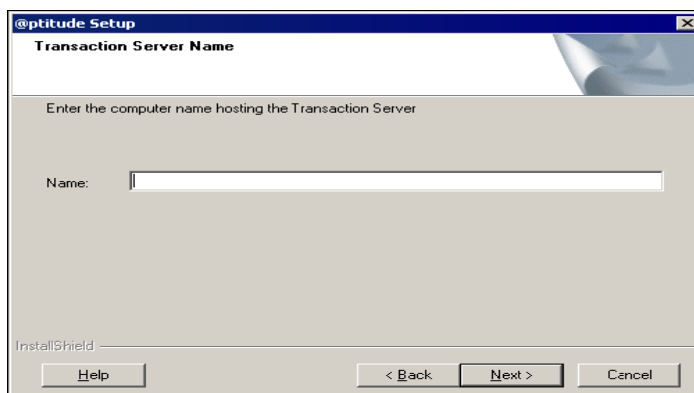 @ptitude Setup
Transaction Server Name
Enter the computer name hosting the Transaction Server
Name:
InstallShield
Help
< Back
Next >
Cancel